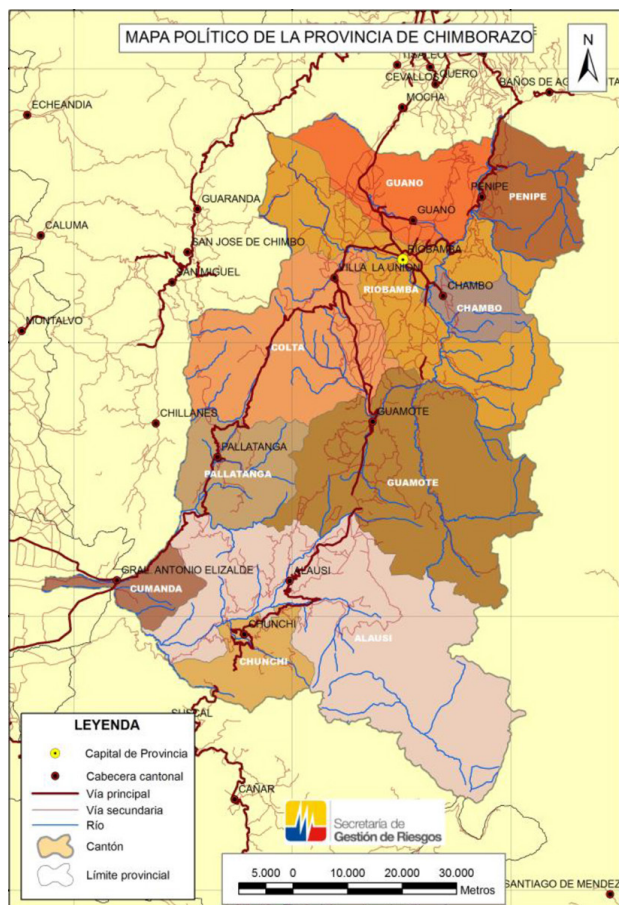 MAPA POLÍTICO DE LA PROVINCIA DE CHIMBORAZO
N
TISALEO
CEVALLOS
QUERO
BAÑOS DE AG
MOCHA
ECHEANDIA
GUANO
PENIPE
PENIPE
GUARANDA
GUANO
CALUMA
SAN JOSE DE CHIMBO
RIOBAMBA
SAN MIGUEL
VILLA LA UNION
RIOBAMBA
CHAMBO
CHAMBO
MONTALVO
COLTA
CHILLANES
GUAMOTE
PALLATANGA
PALLATANGA
GUAMOTE
GRAL. ANTONIO ELIZALDE
CUMANDA
ALAUSI
CHUNCHI
ALAUSI
CHUNCHI
SUSCAL
CAÑAR
LEYENDA
Capital de Provincia
Cabecera cantonal
Vía principal
Vía secundaria
Río
Cantón
Límite provincial
Secretaría de
Gestión de Riesgos
5.000 0 10.000 20.000 30.000
Metros
SANTIAGO DE MENDEZ